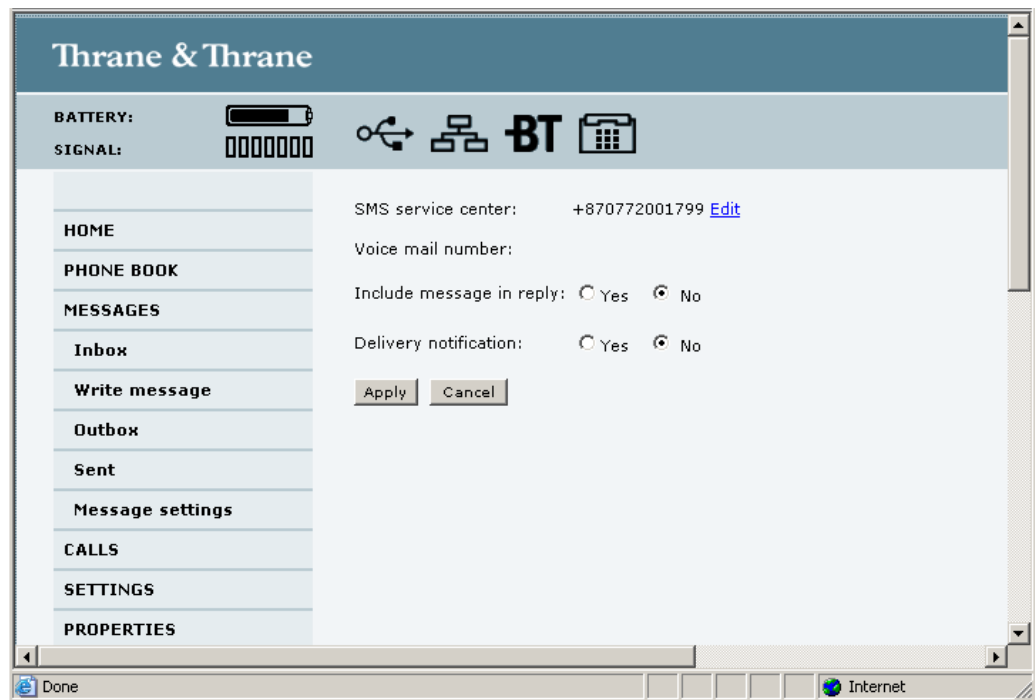 Thrane & Thrane
BATTERY:
SIGNAL:
BT
HOME
PHONE BOOK
MESSAGES
Inbox
Write message
Outbox
Sent
Message settings
CALLS
SETTINGS
PROPERTIES
SMS service center: +870772001799 Edit
Voice mail number:
Include message in reply: Yes No
Delivery notification: Yes No
Apply Cancel
Done Internet